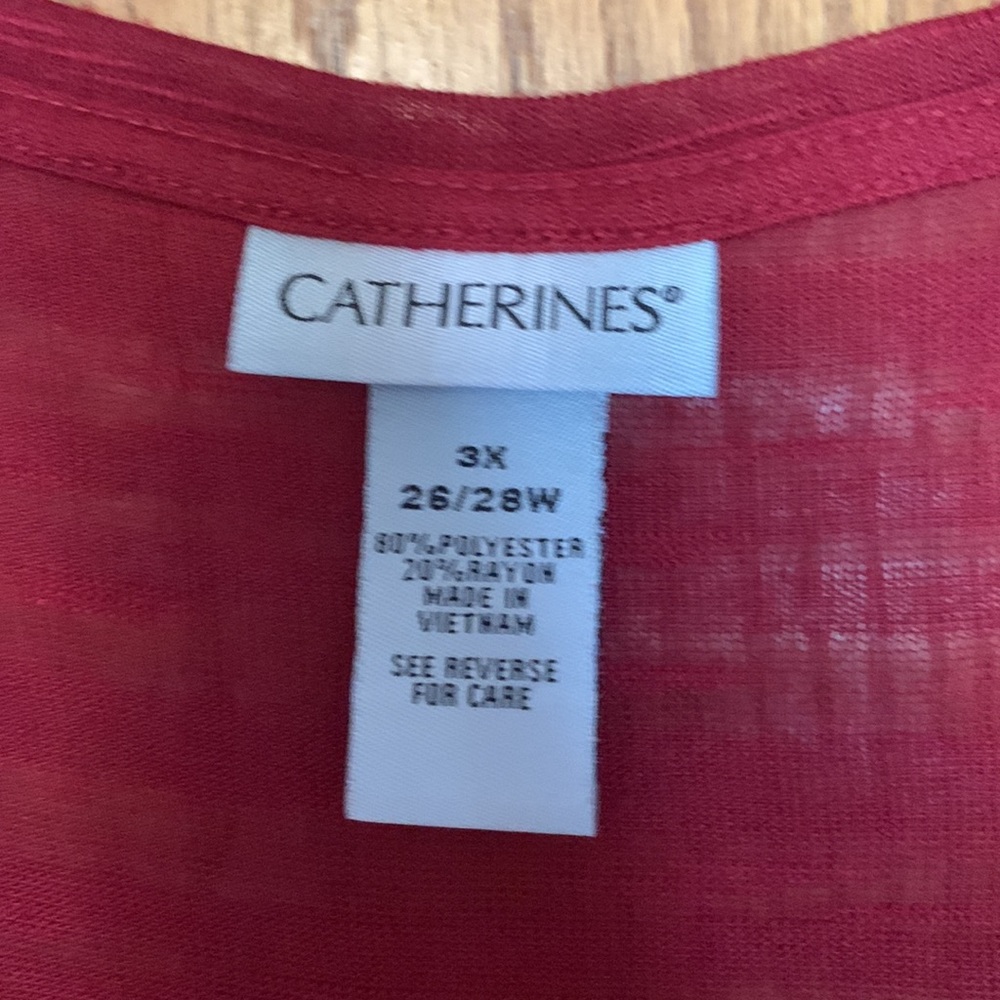 CATHERINES®
3X
26/28W
80%POLYESTER
20%RAYON
MADE IN
VIETNAM
SEE REVERSE
FOR CARE